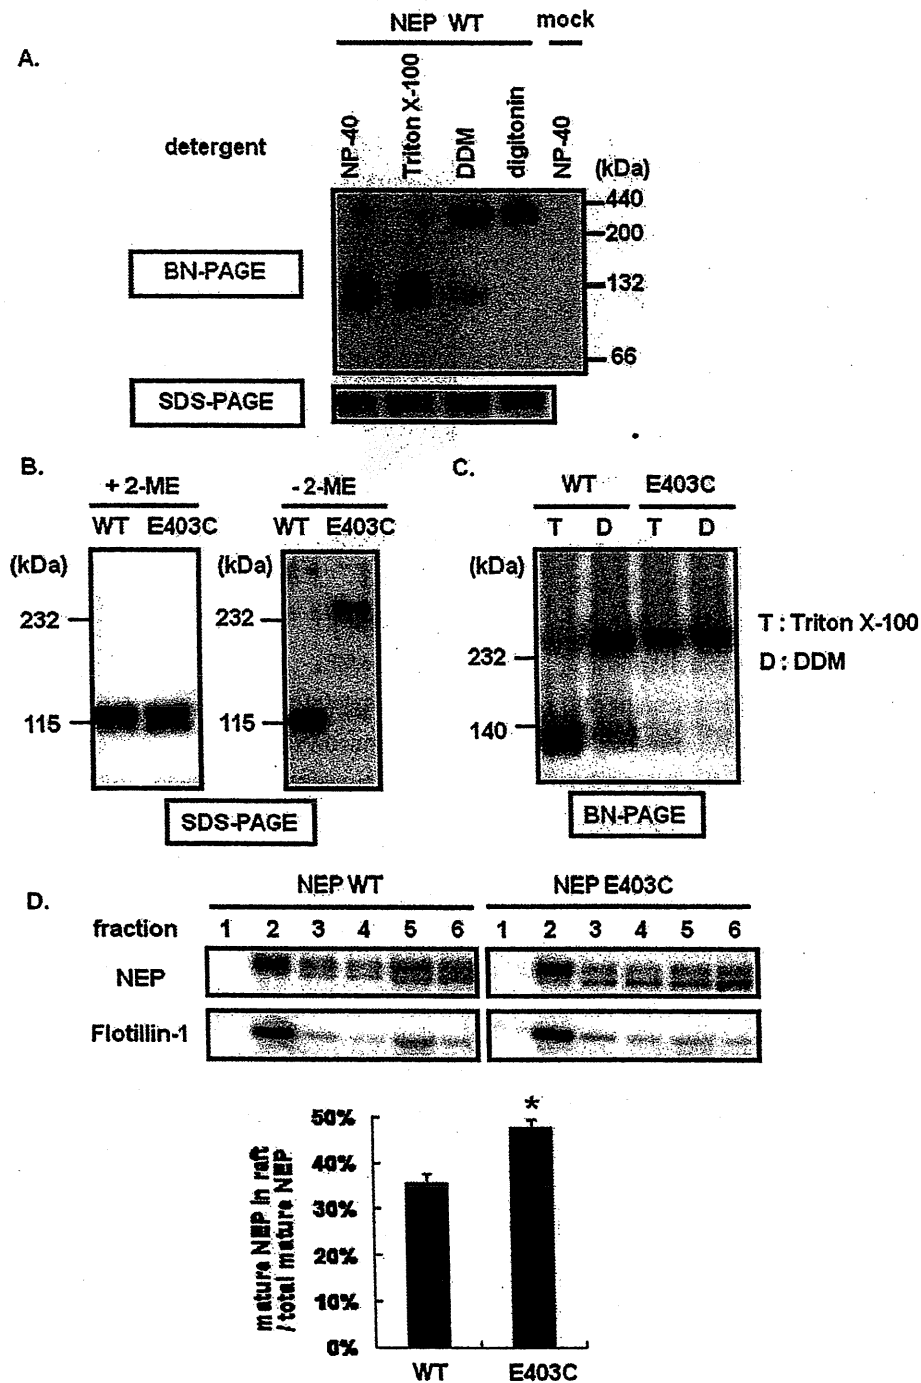 A.
NEP WT mock
detergent
NP-40 Triton X-100 DDM digitonin NP-40
(kDa)
440
200
132
66
BN-PAGE
SDS-PAGE
B.
+ 2-ME - 2-ME
WT E403C WT E403C
(kDa) (kDa)
232 232
115 115
SDS-PAGE
C.
WT E403C
T D T D
(kDa)
232
140
T : Triton X-100
D : DDM
BN-PAGE
D.
NEP WT NEP E403C
fraction 1 2 3 4 5 6 1 2 3 4 5 6
NEP
Flotillin-1
mature NEP in raft
/ total mature NEP
50%
40%
30%
20%
10%
0%
*
WT E403C